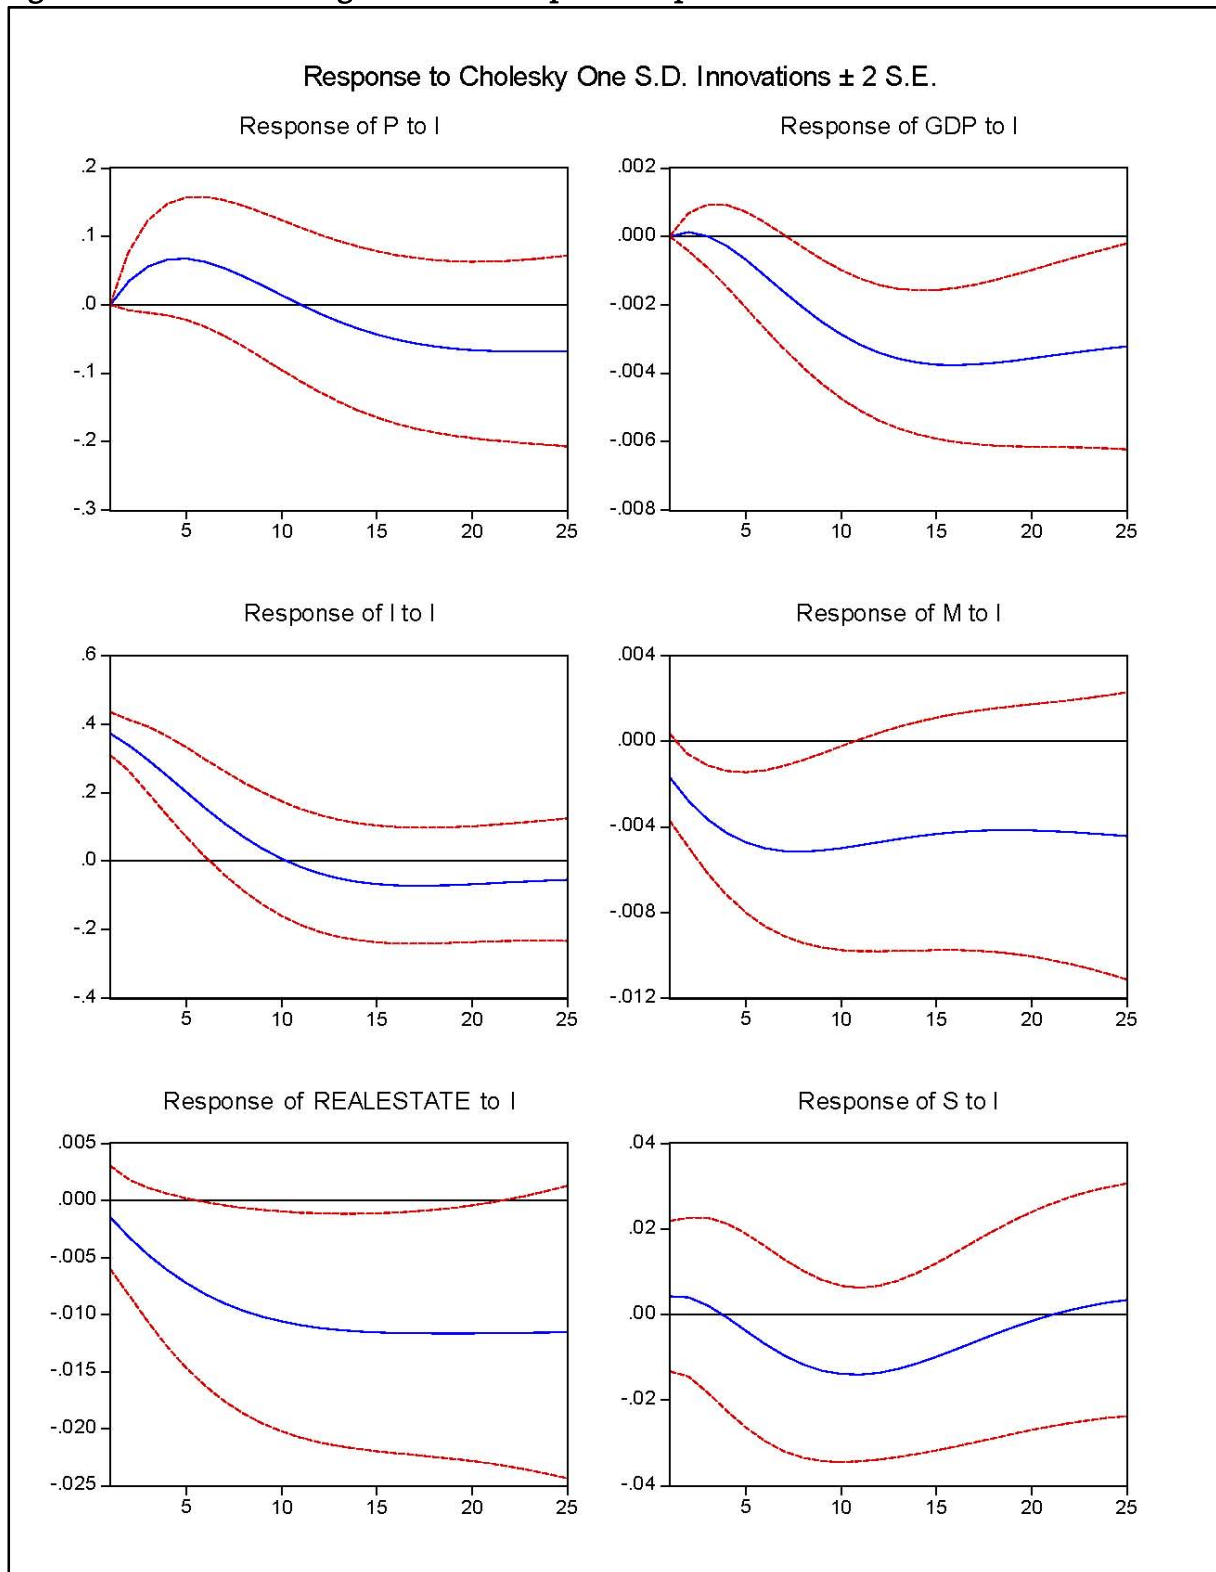 Response to Cholesky One S.D. Innovations ± 2 S.E.
Response of P to I
.2
.1
.0
-.1
-.2
-.3
5 10 15 20 25
Response of GDP to I
.002
.000
-.002
-.004
-.006
-.008
5 10 15 20 25
Response of I to I
.6
.4
.2
.0
-.2
-.4
5 10 15 20 25
Response of M to I
.004
.000
-.004
-.008
-.012
5 10 15 20 25
Response of REALESTATE to I
.005
.000
-.005
-.010
-.015
-.020
-.025
5 10 15 20 25
Response of S to I
.04
.02
.00
-.02
-.04
5 10 15 20 25